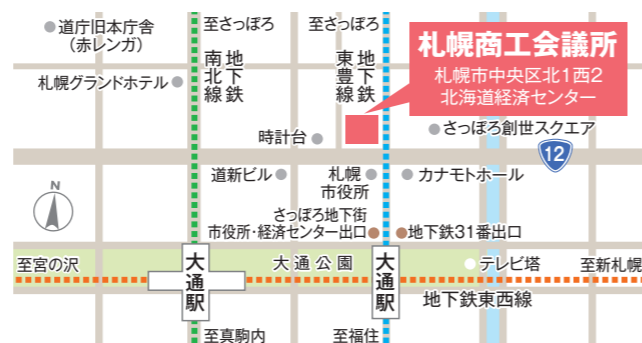 道庁旧本庁舎
(赤レンガ)
至さっぽろ
至さっぽろ
札幌商工会議所
札幌市中央区北1西2
北海道経済センター
地下鉄
南北線
地下鉄
東豊線
札幌グランドホテル
時計台
さっぽろ創世スクエア
12
道新ビル
札幌
市役所
カナモトホール
N
さっぽろ地下街
市役所・経済センター出口
地下鉄31番出口
至宮の沢
大通駅
大通公園
大通駅
テレビ塔
至新札幌
地下鉄東西線
至真駒内
至福住